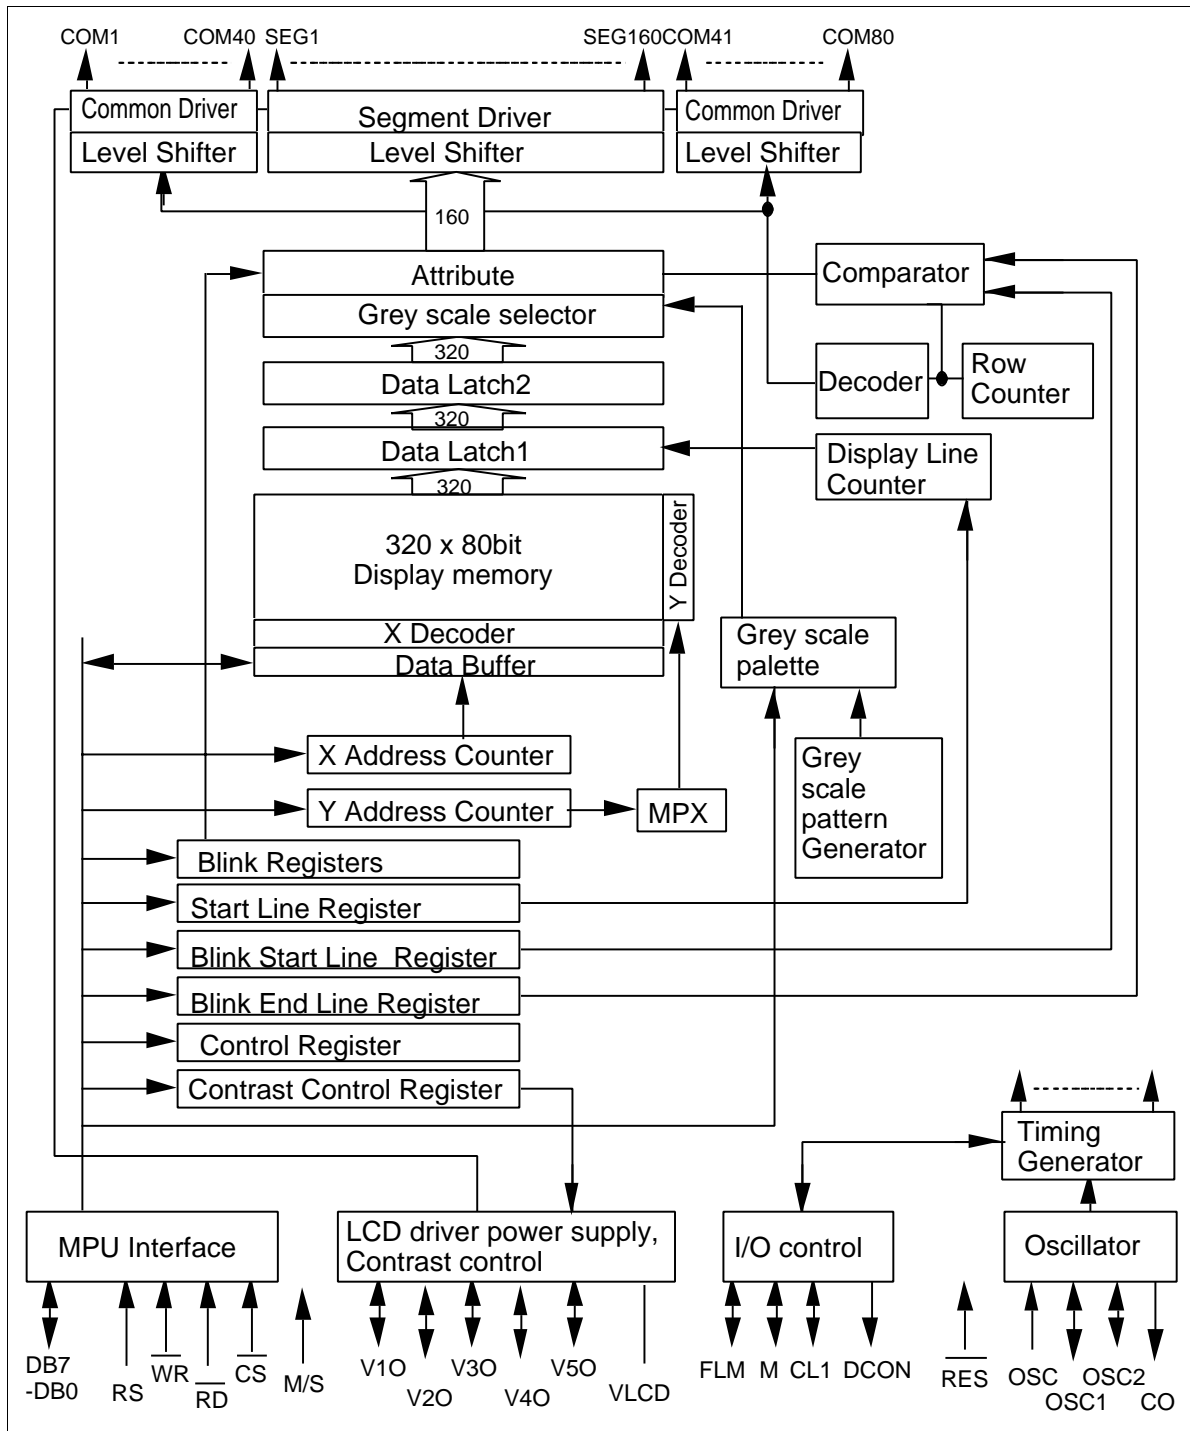 COM1 COM40 SEG1 SEG160COM41 COM80
Common Driver
Segment Driver
Common Driver
Level Shifter
Level Shifter
Level Shifter
160
Attribute
Comparator
Grey scale selector
320
Data Latch2
Decoder
Row
Counter
320
Data Latch1
Display Line
Counter
320
320 x 80bit
Display memory
Y Decoder
X Decoder
Data Buffer
Grey scale
palette
X Address Counter
Y Address Counter
MPX
Grey
scale
pattern
Generator
Blink Registers
Start Line Register
Blink Start Line Register
Blink End Line Register
Control Register
Contrast Control Register
Timing
Generator
MPU Interface
LCD driver power supply,
Contrast control
I/O control
Oscillator
DB7
-DB0
RS
WR
RD
CS
M/S
V1O
V2O
V3O
V4O
V5O
VLCD
FLM
M
CL1
DCON
RES
OSC
OSC1
OSC2
CO